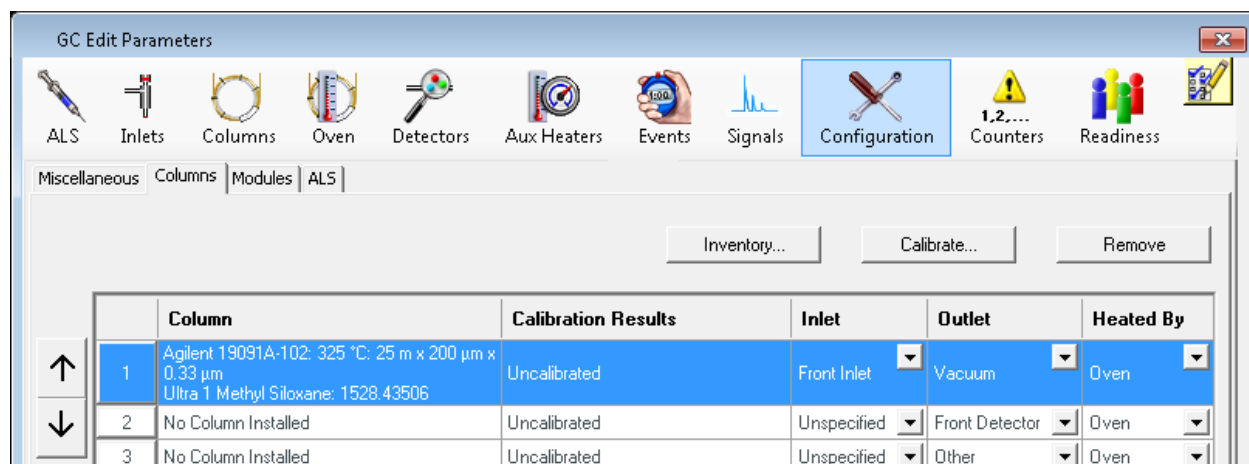 GC Edit Parameters
1:00
1,2,...
ALS Inlets Columns Oven Detectors Aux Heaters Events Signals Configuration Counters Readiness
Miscellaneous Columns Modules ALS
Inventory... Calibrate... Remove
Column Calibration Results Inlet Outlet Heated By
1 Agilent 19091A-102: 325 °C: 25 m x 200 µm x
0.33 µm
Ultra 1 Methyl Siloxane: 1528.43506
Uncalibrated Front Inlet Vacuum Oven
2 No Column Installed Uncalibrated Unspecified Front Detector Oven
3 No Column Installed Uncalibrated Unspecified Other Oven